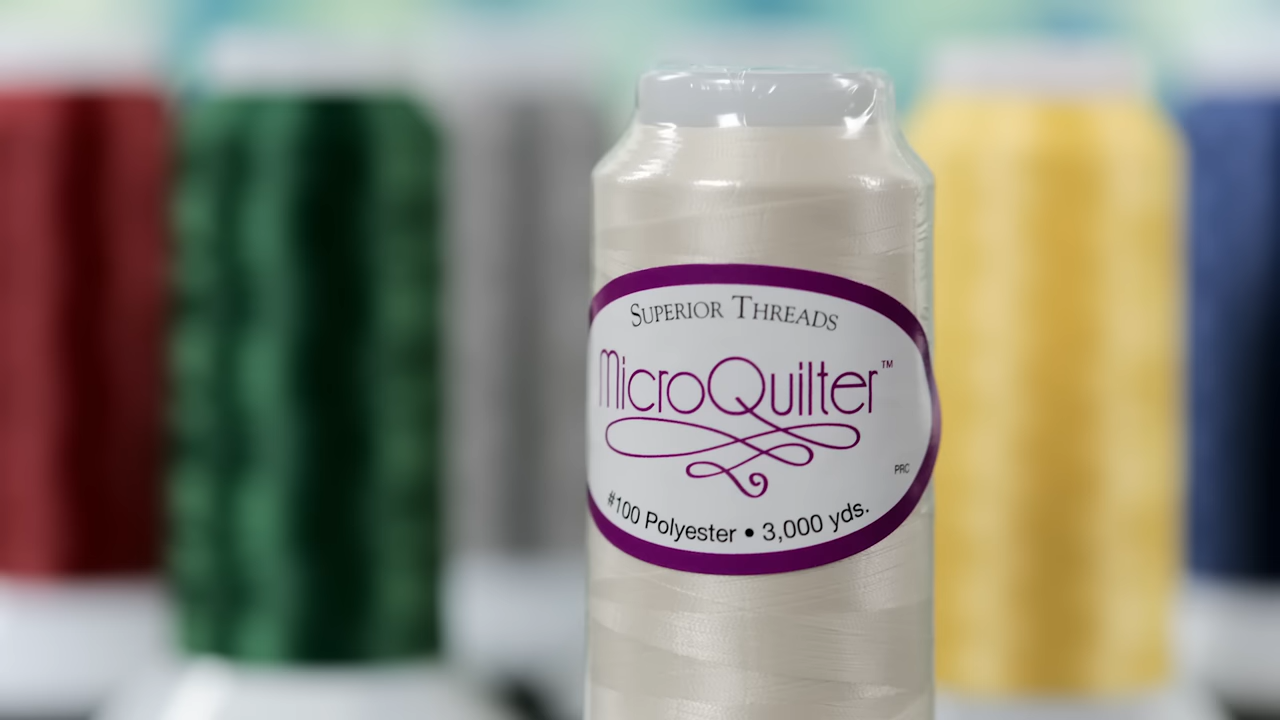 Superior Threads
MicroQuilter™
PRC
#100 Polyester • 3,000 yds.